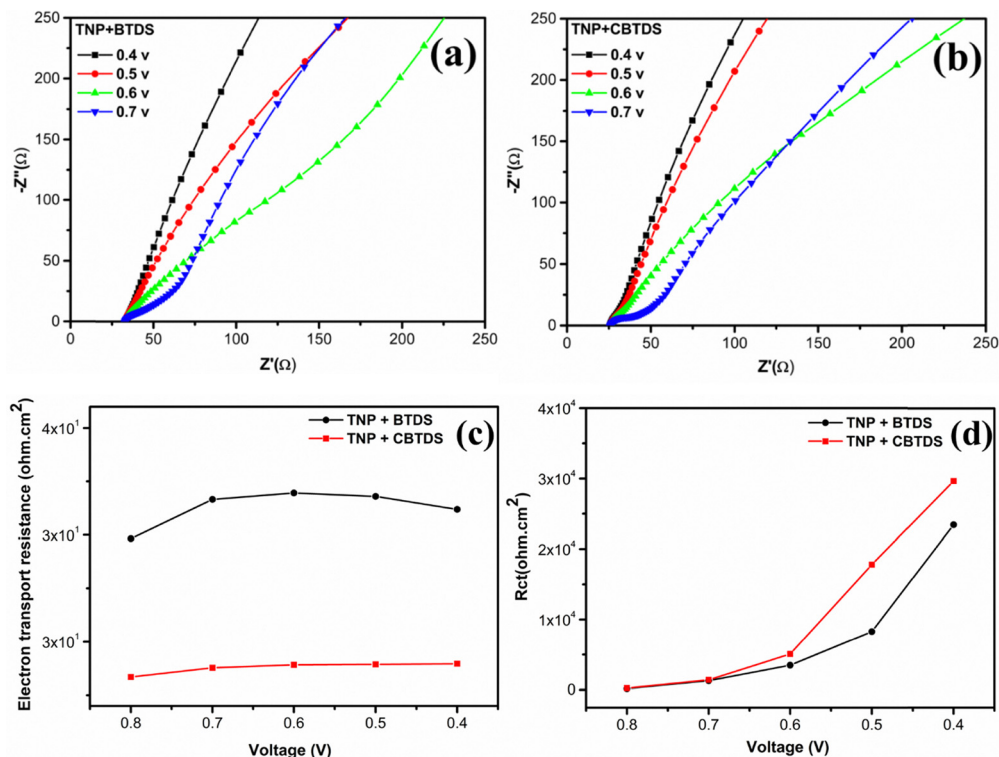 TNP+BTDS
0.4 v
0.5 v
0.6 v
0.7 v
(a)
250
200
150
100
50
0
-Z''(Ω)
0 50 100 150 200 250
Z'(Ω)
TNP+CBTDS
0.4 v
0.5 v
0.6 v
0.7 v
(b)
250
200
150
100
50
0
-Z''(Ω)
0 50 100 150 200 250
Z'(Ω)
TNP + BTDS
TNP + CBTDS
(c)
4x10¹
3x10¹
3x10¹
Electron transport resistance (ohm.cm²)
0.8 0.7 0.6 0.5 0.4
Voltage (V)
TNP + BTDS
TNP + CBTDS
(d)
4x10⁴
3x10⁴
2x10⁴
1x10⁴
0
Rct(ohm.cm²)
0.8 0.7 0.6 0.5 0.4
Voltage (V)